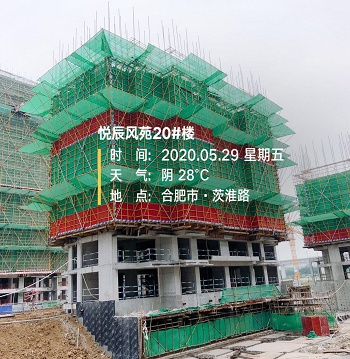 悦辰风苑20#楼
时 间: 2020.05.29 星期五
天 气: 阴 28°C
地 点: 合肥市·茨淮路